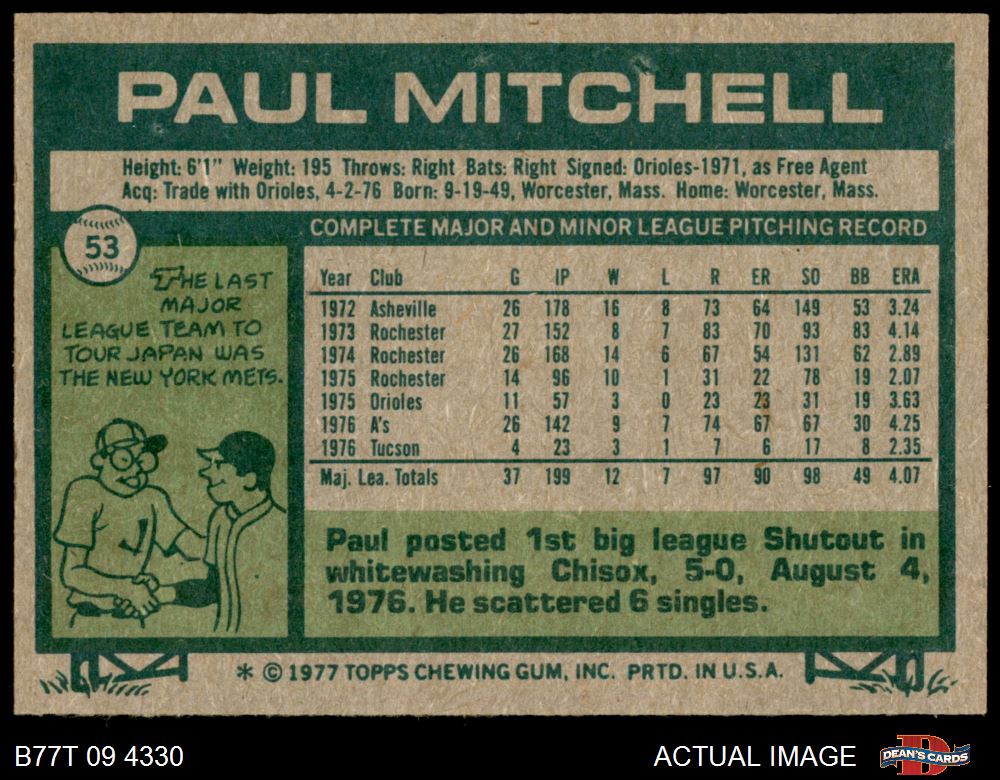 PAUL MITCHELL
Height: 6'1" Weight: 195 Throws: Right Bats: Right Signed: Orioles-1971, as Free Agent
Acq: Trade with Orioles, 4-2-76 Born: 9-19-49, Worcester, Mass. Home: Worcester, Mass.
53
THE LAST
MAJOR
LEAGUE TEAM TO
TOUR JAPAN WAS
THE NEW YORK METS.
J
COMPLETE MAJOR AND MINOR LEAGUE PITCHING RECORD
Year Club G IP W L R ER SO BB ERA
1972 Asheville 26 178 16 8 73 64 149 53 3.24
1973 Rochester 27 152 8 7 83 70 93 83 4.14
1974 Rochester 26 168 14 6 67 54 131 62 2.89
1975 Rochester 14 96 10 1 31 22 78 19 2.07
1975 Orioles 11 57 3 0 23 23 31 19 3.63
1976 A's 26 142 9 7 74 67 67 30 4.25
1976 Tucson 4 23 3 1 7 6 17 8 2.35
Maj. Lea. Totals 37 199 12 7 97 90 98 49 4.07
Paul posted 1st big league Shutout in
whitewashing Chisox, 5-0, August 4,
1976. He scattered 6 singles.
* © 1977 TOPPS CHEWING GUM, INC. PRTD. IN U.S.A.
B77T 09 4330
ACTUAL IMAGE
D
DEAN'S CARDS